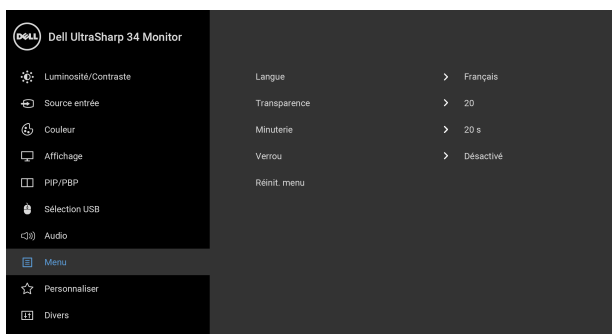 DELL Dell UltraSharp 34 Monitor
Luminosité/Contraste
Source entrée
Couleur
Affichage
PIP/PBP
Sélection USB
Audio
Menu
Personnaliser
Divers
Langue > Français
Transparence > 20
Minuterie > 20 s
Verrou > Désactivé
Réinit. menu